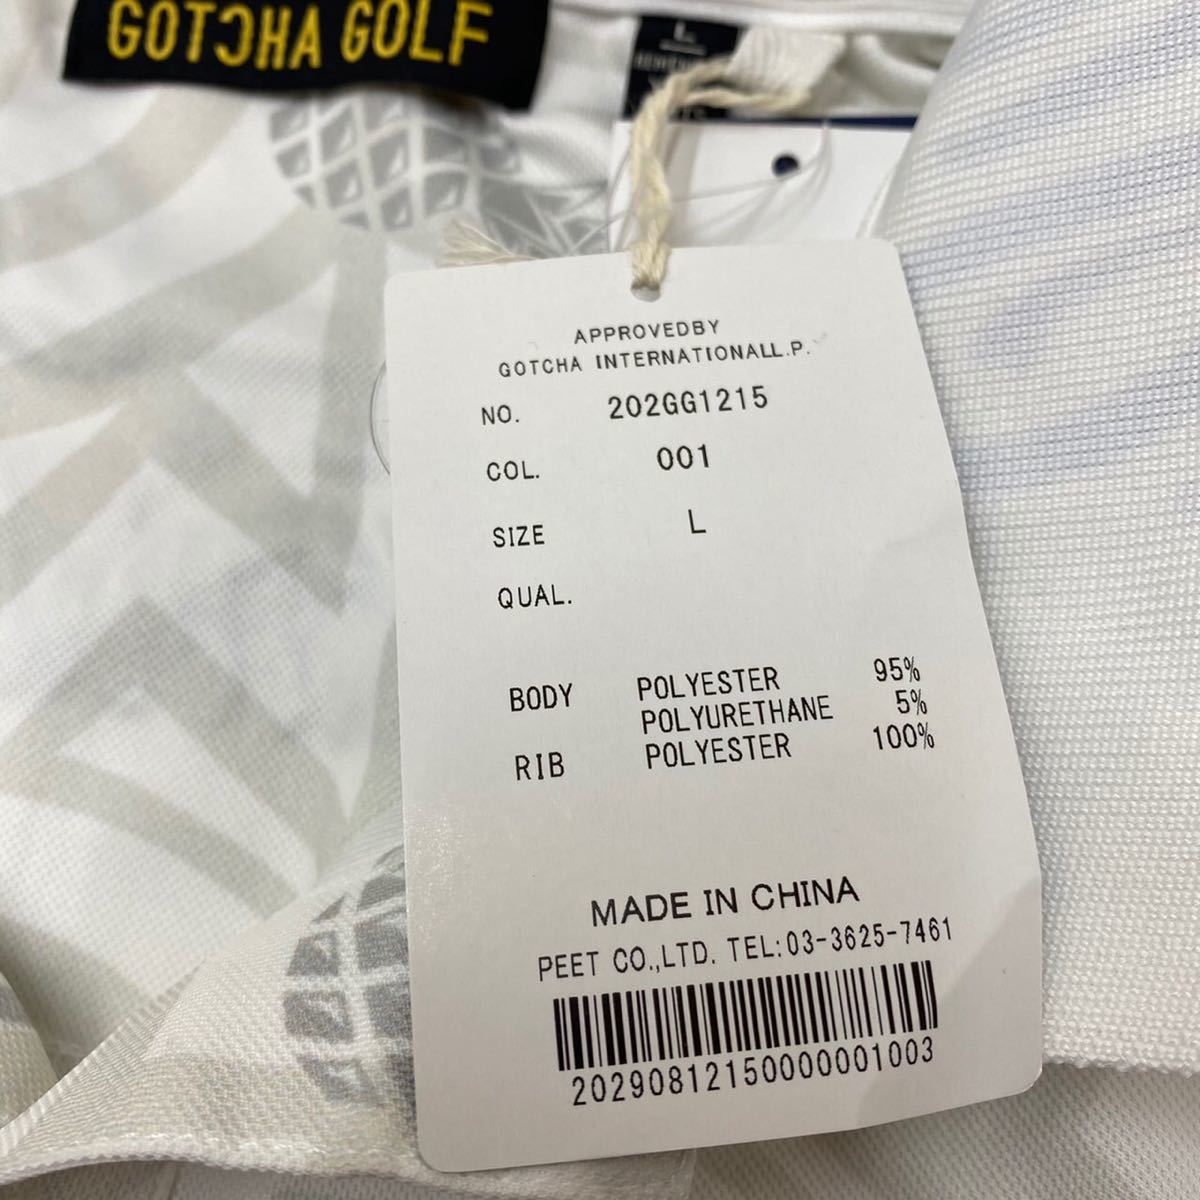 GOTCHA GOLF
L
APPROVEDBY
GOTCHA INTERNATIONALL.P.
NO. 202GG1215
COL. 001
SIZE L
QUAL.
BODY POLYESTER 95%
POLYURETHANE 5%
RIB POLYESTER 100%
MADE IN CHINA
PEET CO.,LTD. TEL:03-3625-7461
20290812150000001003